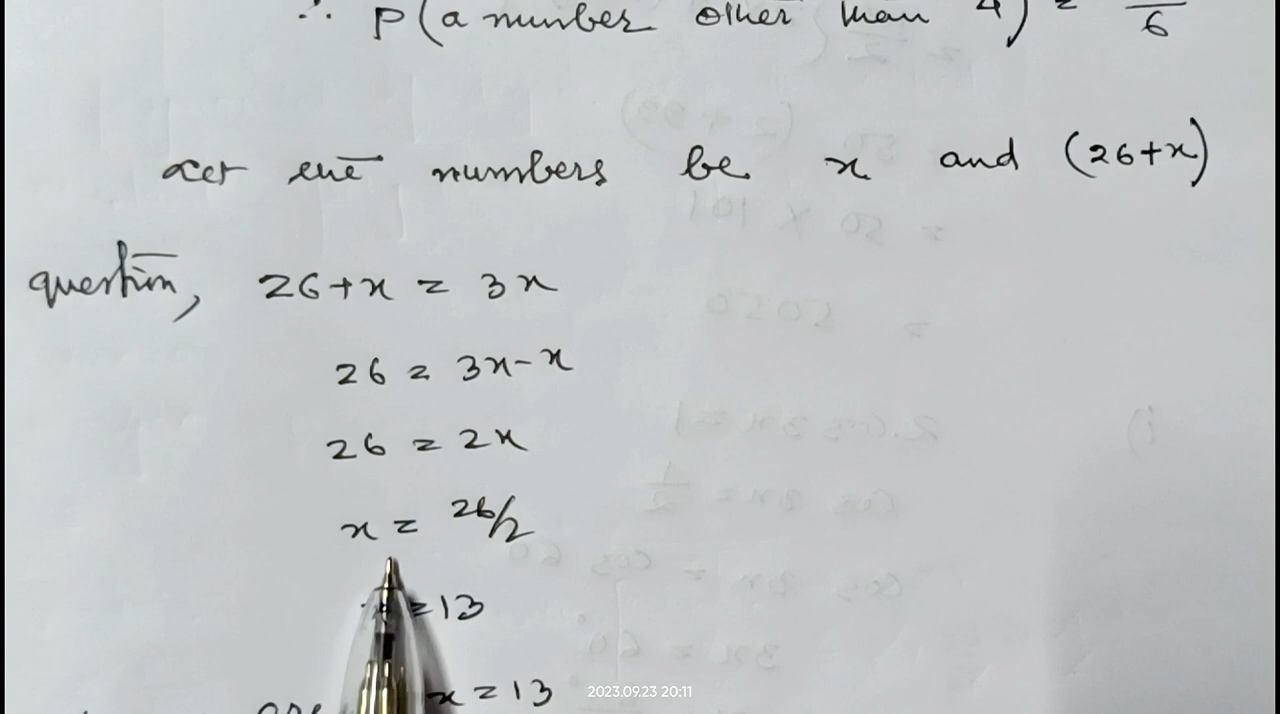 ∴ P(a number other than 4) = /6
Let the numbers be x and (26+x)
question, 26+x = 3x
26 = 3x-x
26 = 2x
x = 26/2
x = 13
are x = 13
2023.09.23 20:11